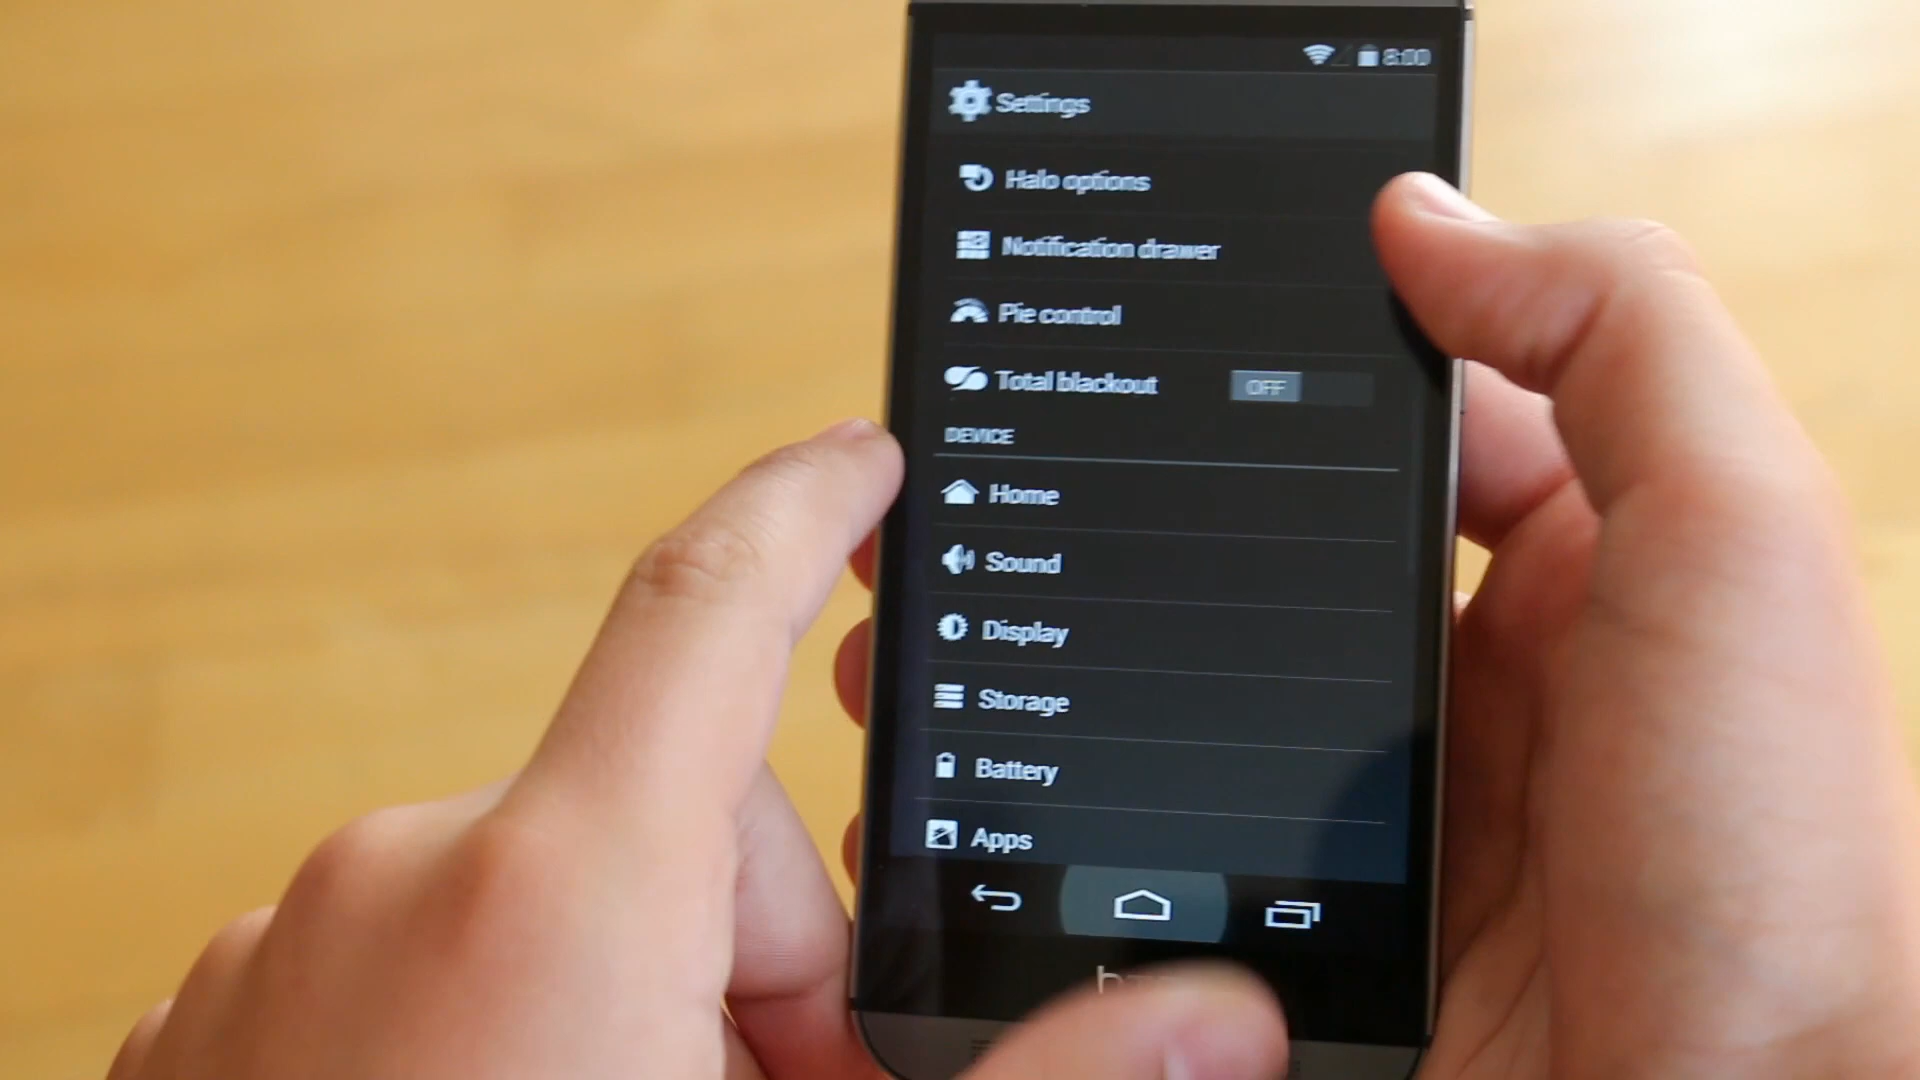 8:00
Settings
Halo options
Notification drawer
Pie control
Total blackout
OFF
DEVICE
Home
Sound
Display
Storage
Battery
Apps